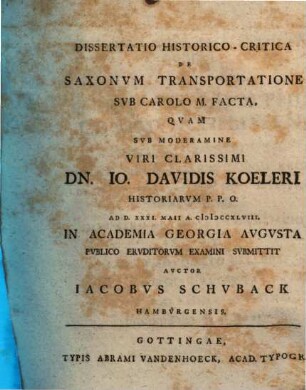 DISSERTATIO HISTORICO-CRITICA
DE
SAXONVM TRANSPORTATIONE
SVB CAROLO M. FACTA,
QVAM
SVB MODERAMINE
VIRI CLARISSIMI
DN. IO. DAVIDIS KOELERI
HISTORIARVM P. P. O.
AD D. XXXI. MAII A. CIƆIƆCCXLVIII.
IN ACADEMIA GEORGIA AVGVSTA
PVBLICO ERVDITORVM EXAMINI SVBMITTIT
AVCTOR
IACOBVS SCHVBACK
HAMBVRGENSIS.
GOTTINGAE,
TYPIS ABRAMI VANDENHOECK, ACAD. TYPOGR